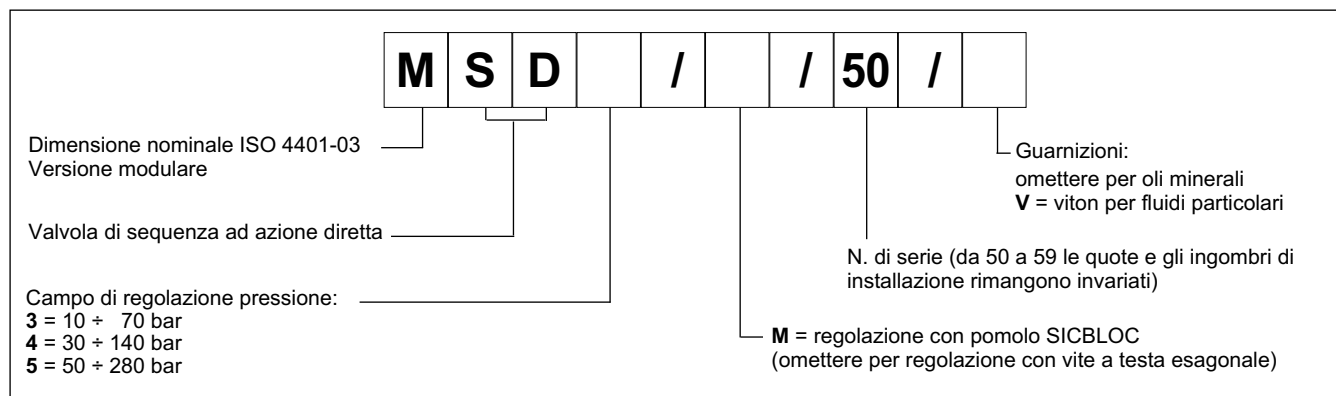 M S D / / 50 /
Dimensione nominale ISO 4401-03
Versione modulare
Valvola di sequenza ad azione diretta
Campo di regolazione pressione:
3 = 10 ÷ 70 bar
4 = 30 ÷ 140 bar
5 = 50 ÷ 280 bar
Guarnizioni:
omettere per oli minerali
V = viton per fluidi particolari
N. di serie (da 50 a 59 le quote e gli ingombri di
installazione rimangono invariati)
M = regolazione con pomolo SICBLOC
(omettere per regolazione con vite a testa esagonale)